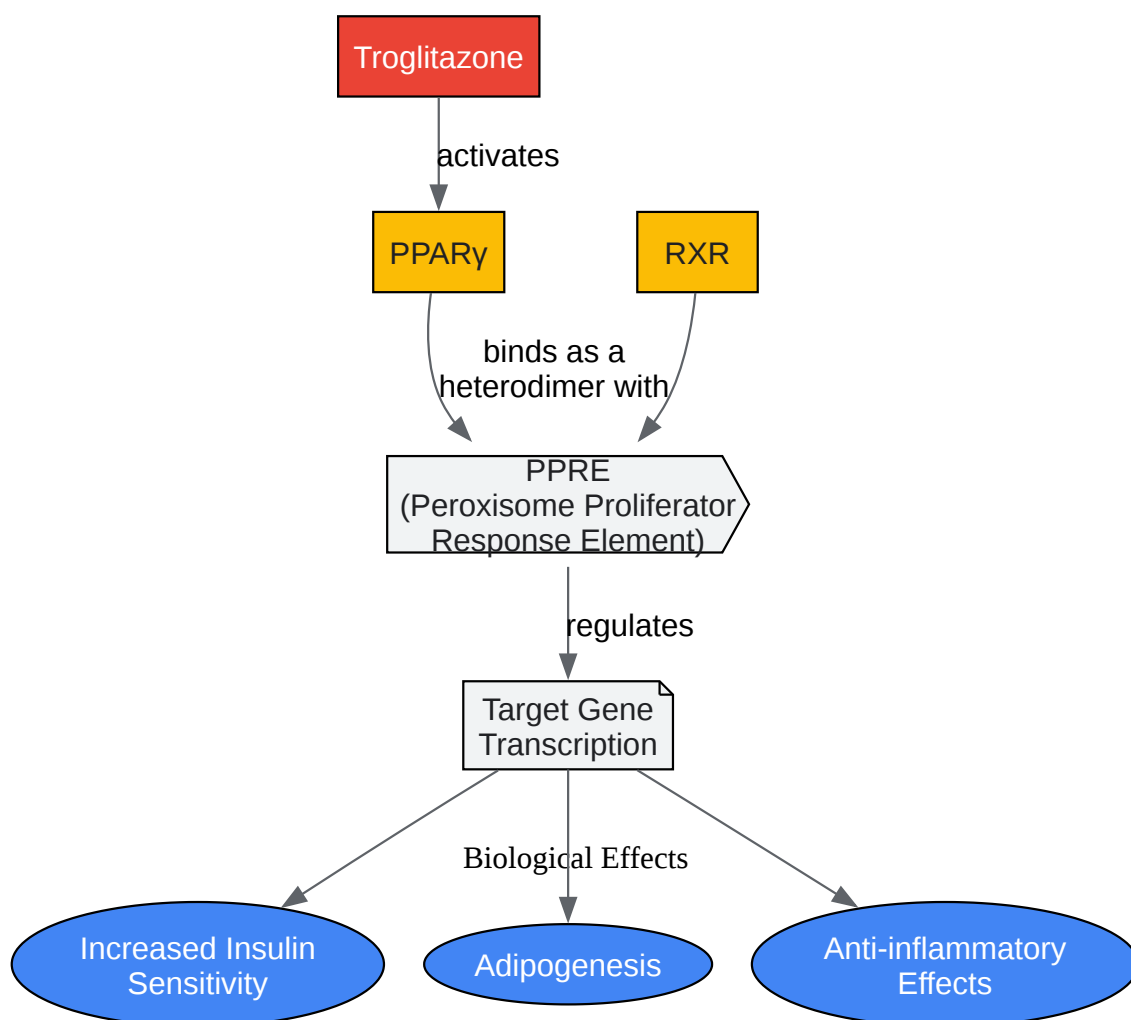 Troglitazone
activates
PPARγ
RXR
binds as a
heterodimer with
PPRE
(Peroxisome Proliferator
Response Element)
regulates
Target Gene
Transcription
Biological Effects
Increased Insulin
Sensitivity
Adipogenesis
Anti-inflammatory
Effects